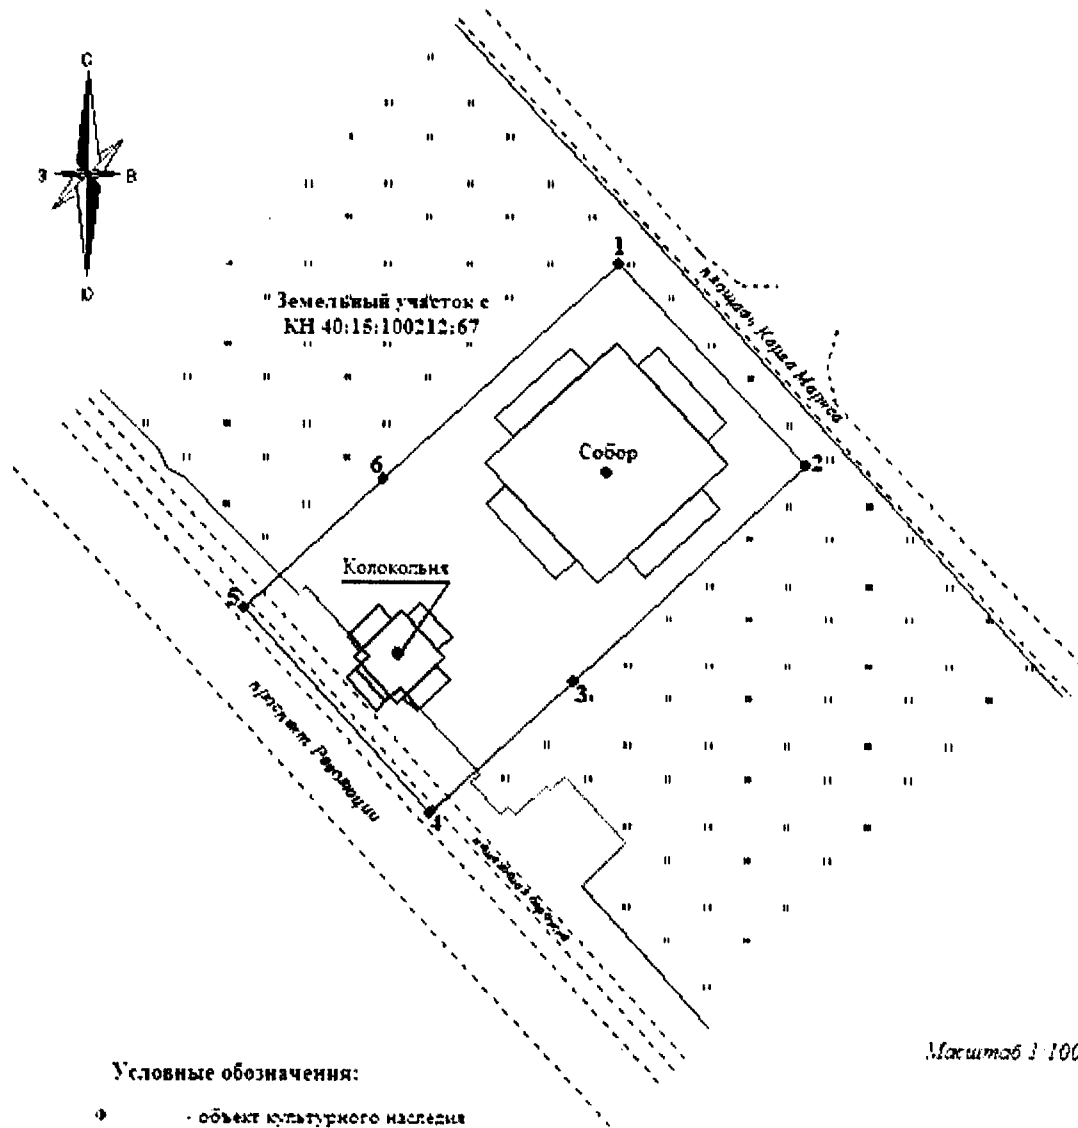 С
З В
Ю
1
Земельный участок с
КН 40:15:100212:67
площадь Карла Маркса
Собор
2
6
Колокольня
5
3
проспект Революции
4
Масштаб 1:100
Условные обозначения:
- объект культурного наследия